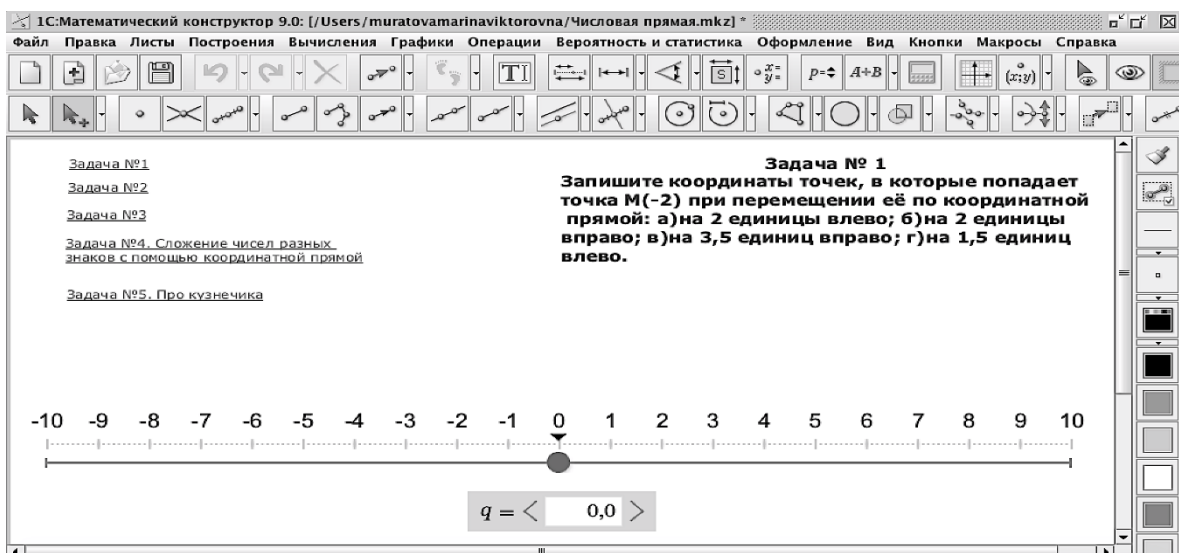 1С:Математический конструктор 9.0: [/Users/muratovamarinaviktorovna/Числовая прямая.mkz] *
Файл Правка Листы Построения Вычисления Графики Операции Вероятность и статистика Оформление Вид Кнопки Макросы Справка
T S x= y= p= A+B (x;y)
Задача №1
Задача №2
Задача №3
Задача №4. Сложение чисел разных
знаков с помощью координатной прямой
Задача №5. Про кузнечика
Задача № 1
Запишите координаты точек, в которые попадает
точка М(-2) при перемещении её по координатной
прямой: а)на 2 единицы влево; б)на 2 единицы
вправо; в)на 3,5 единиц вправо; г)на 1,5 единиц
влево.
-10 -9 -8 -7 -6 -5 -4 -3 -2 -1 0 1 2 3 4 5 6 7 8 9 10
q = < 0,0 >